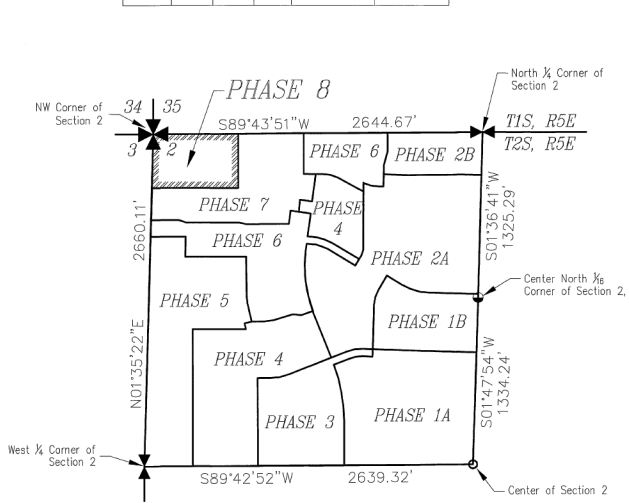 North ¼ Corner of
Section 2
PHASE 8
NW Corner of
Section 2
34 35
3 2
S89°43'51"W 2644.67'
T1S, R5E
T2S, R5E
PHASE 6
PHASE 2B
PHASE 7
PHASE
4
S01°36'41"W
1325.29'
2660.11'
PHASE 6
PHASE 2A
Center North 1⁄16
Corner of Section 2,
PHASE 5
PHASE 1B
N01°35'22"E
PHASE 4
S01°47'54"W
1334.24'
PHASE 3
PHASE 1A
West ¼ Corner of
Section 2
S89°42'52"W 2639.32'
Center of Section 2